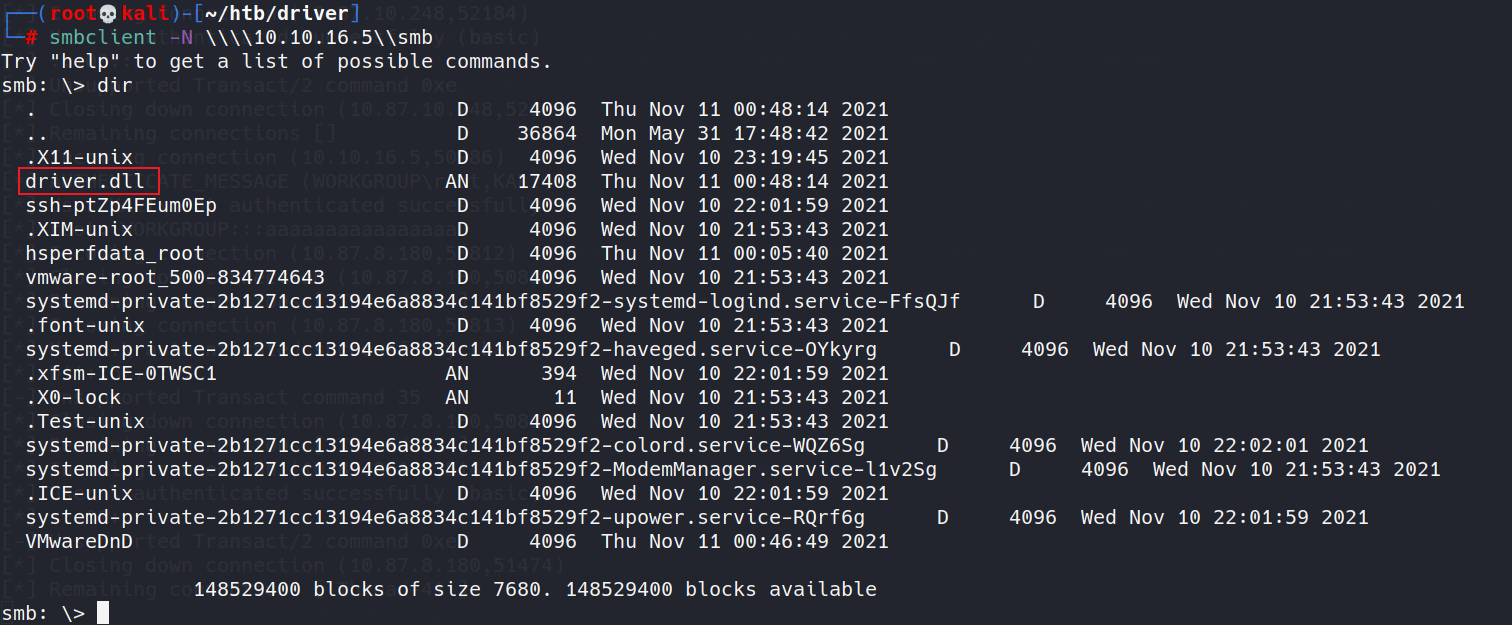 ┌──(root💀kali)-[~/htb/driver]
└─# smbclient -N \\\\10.10.16.5\\smb
Try "help" to get a list of possible commands.
smb: \> dir
  .                                   D     4096  Thu Nov 11 00:48:14 2021
  ..                                  D    36864  Mon May 31 17:48:42 2021
  .X11-unix                           D     4096  Wed Nov 10 23:19:45 2021
  driver.dll                         AN    17408  Thu Nov 11 00:48:14 2021
  ssh-ptZp4FEum0Ep                    D     4096  Wed Nov 10 22:01:59 2021
  .XIM-unix                           D     4096  Wed Nov 10 21:53:43 2021
  hsperfdata_root                     D     4096  Thu Nov 11 00:05:40 2021
  vmware-root_500-834774643           D     4096  Wed Nov 10 21:53:43 2021
  systemd-private-2b1271cc13194e6a8834c141bf8529f2-systemd-logind.service-FfsQJf      D     4096  Wed Nov 10 21:53:43 2021
  .font-unix                          D     4096  Wed Nov 10 21:53:43 2021
  systemd-private-2b1271cc13194e6a8834c141bf8529f2-haveged.service-OYkyrg      D     4096  Wed Nov 10 21:53:43 2021
  .xfsm-ICE-0TWSC1                   AN      394  Wed Nov 10 22:01:59 2021
  .X0-lock                           AN       11  Wed Nov 10 21:53:43 2021
  .Test-unix                          D     4096  Wed Nov 10 21:53:43 2021
  systemd-private-2b1271cc13194e6a8834c141bf8529f2-colord.service-WQZ6Sg      D     4096  Wed Nov 10 22:02:01 2021
  systemd-private-2b1271cc13194e6a8834c141bf8529f2-ModemManager.service-l1v2Sg      D     4096  Wed Nov 10 21:53:43 2021
  .ICE-unix                           D     4096  Wed Nov 10 22:01:59 2021
  systemd-private-2b1271cc13194e6a8834c141bf8529f2-upower.service-RQrf6g      D     4096  Wed Nov 10 22:01:59 2021
  VMwareDnD                           D     4096  Thu Nov 11 00:46:49 2021
                148529400 blocks of size 7680. 148529400 blocks available
smb: \>